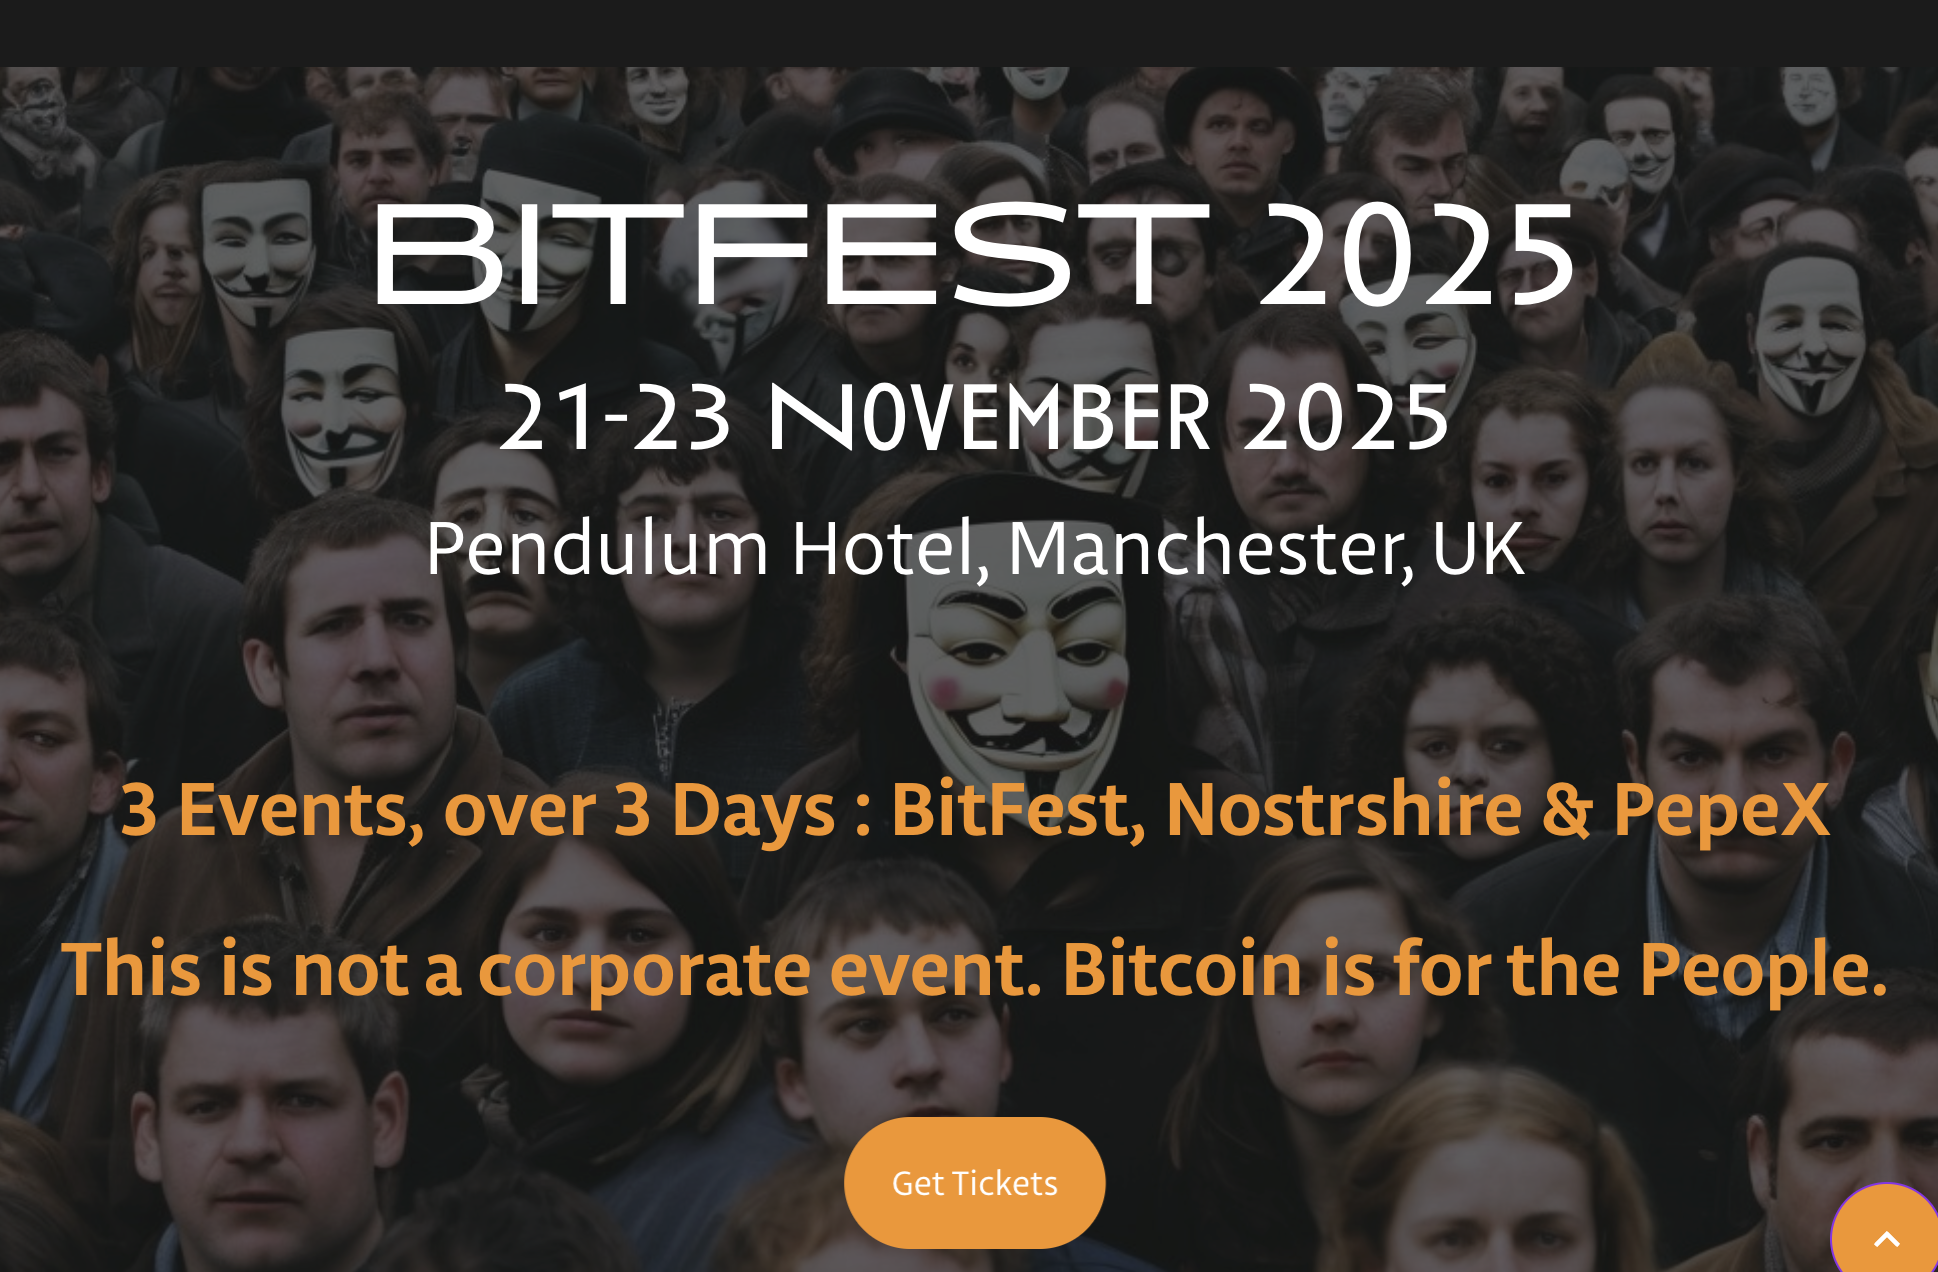 BITFEST 2025
21-23 NOVEMBER 2025
Pendulum Hotel, Manchester, UK
3 Events, over 3 Days : BitFest, Nostrshire & PepeX
This is not a corporate event. Bitcoin is for the People.
Get Tickets